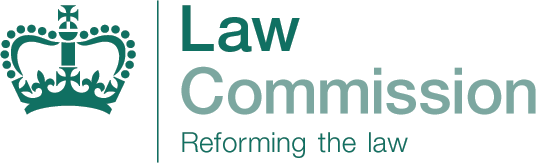 Law
Commission
Reforming the law